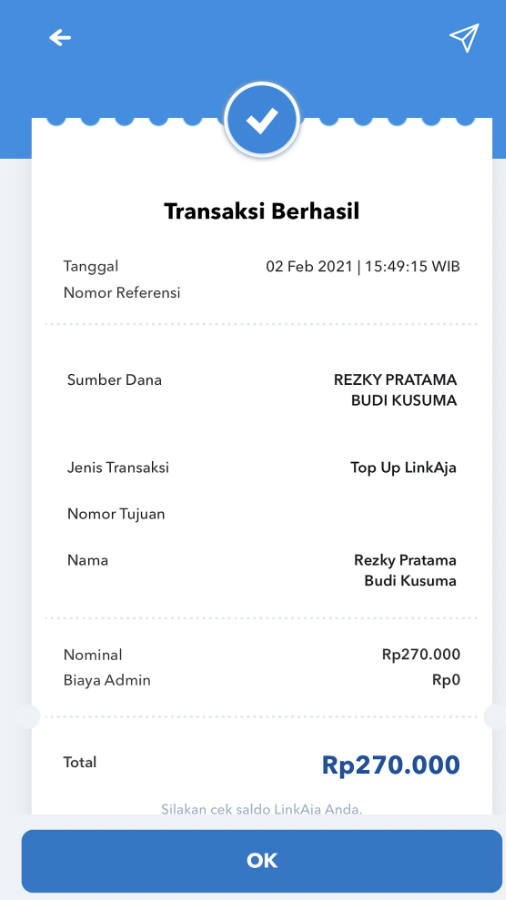 Transaksi Berhasil
Tanggal 02 Feb 2021 | 15:49:15 WIB
Nomor Referensi
Sumber Dana REZKY PRATAMA
BUDI KUSUMA
Jenis Transaksi Top Up LinkAja
Nomor Tujuan
Nama Rezky Pratama
Budi Kusuma
Nominal Rp270.000
Biaya Admin Rp0
Total Rp270.000
Silakan cek saldo LinkAja Anda.
OK